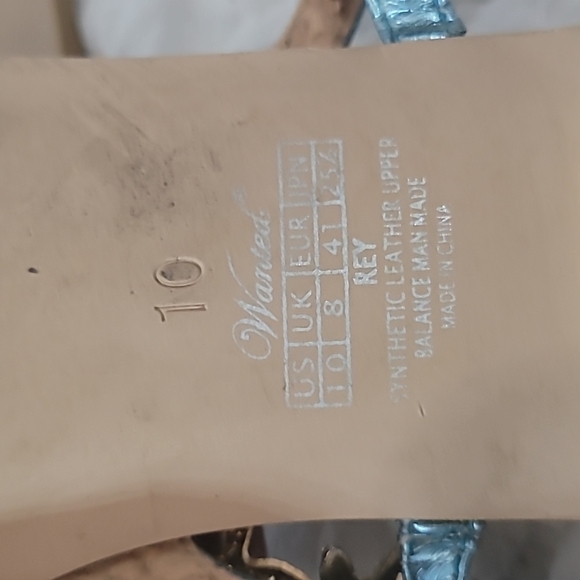 10
Wanted
US UK EUR JPN
10 8 41 254
REY
SYNTHETIC LEATHER UPPER
BALANCE MAN MADE
MADE IN CHINA